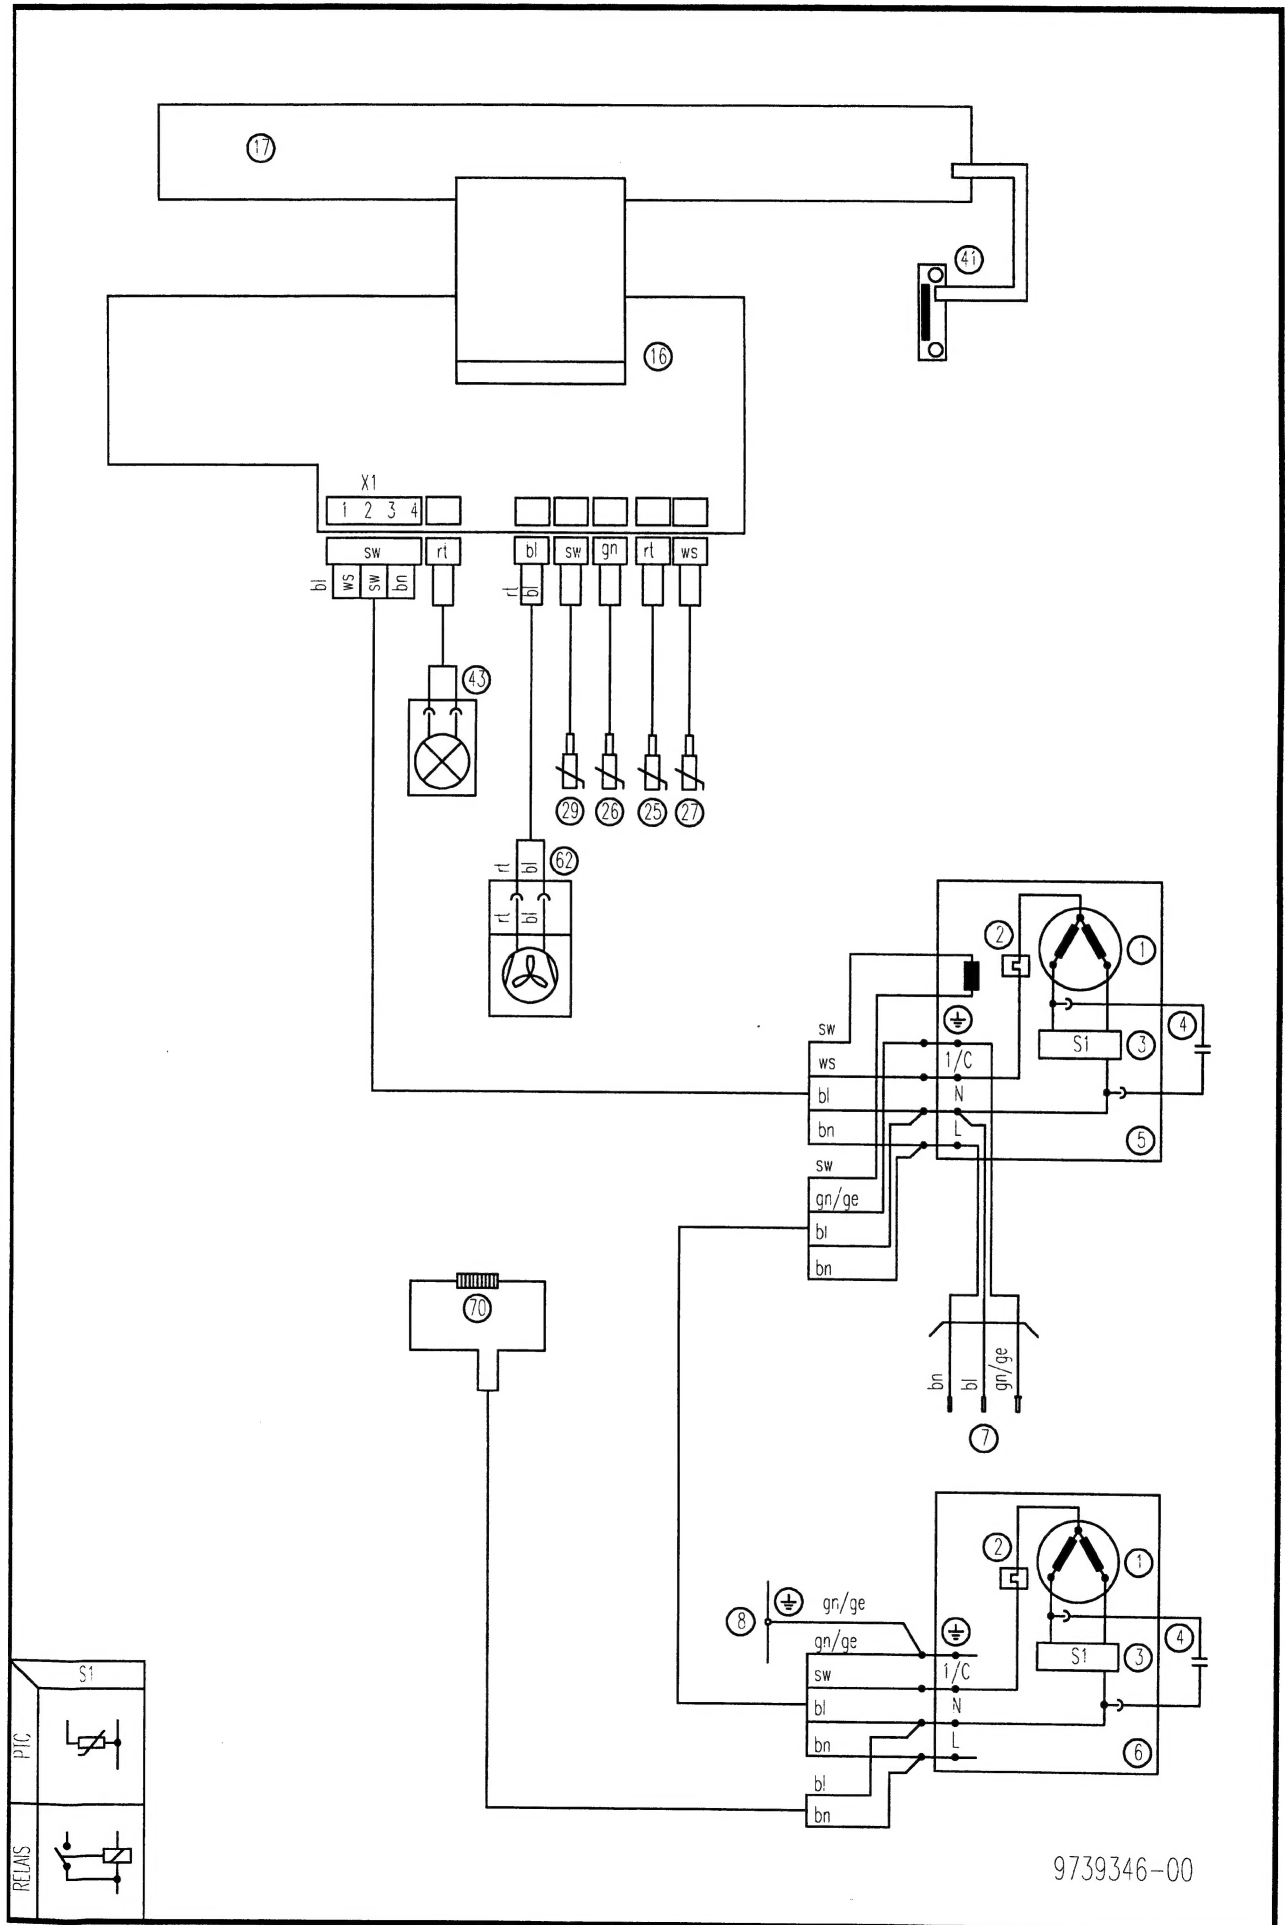 17
41
16
X1
1 2 3 4
sw
rt
bl
sw
gn
rt
ws
bl
ws
sw
bn
rt
bl
43
29
26
25
27
rt
bl
62
rt
bl
2
1
4
S1
3
5
sw
ws
bl
bn
1/C
N
L
sw
gn/ge
bl
bn
70
bn
bl
gn/ge
7
2
1
4
S1
3
6
8
gn/ge
gn/ge
sw
bl
bn
1/C
N
L
bl
bn
S1
PTC
RELAIS
9739346-00